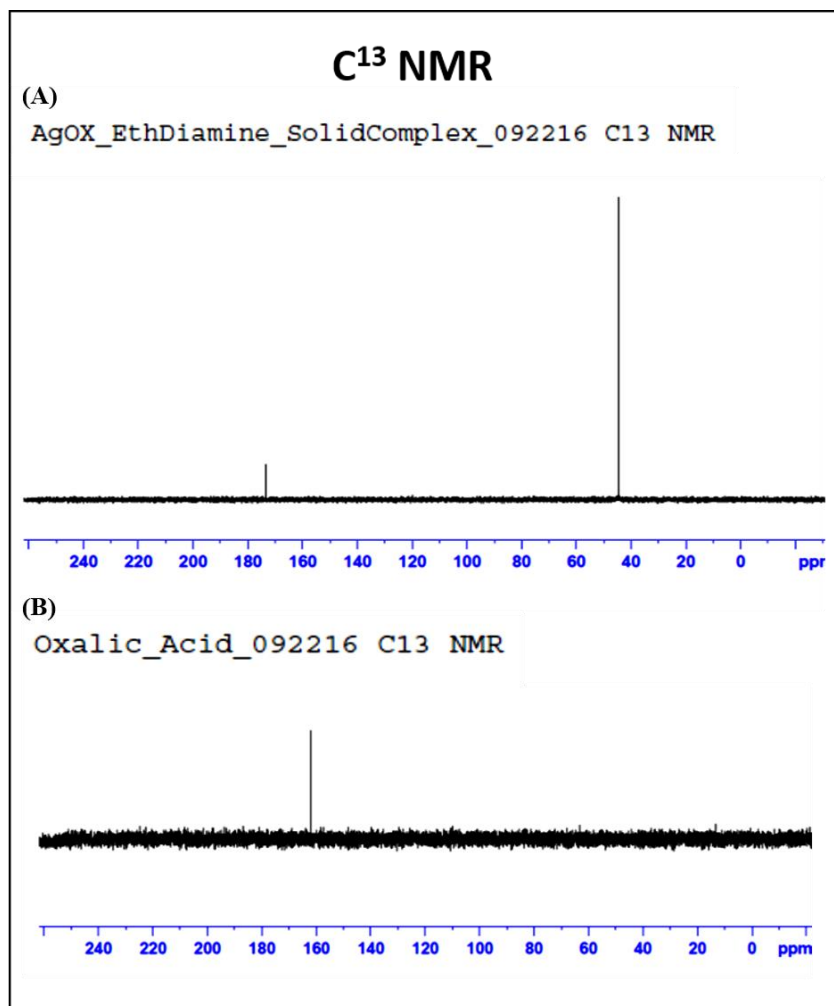 C¹³ NMR
(A)
AgOX_EthDiamine_SolidComplex_092216 C13 NMR
240 220 200 180 160 140 120 100 80 60 40 20 0 ppm
(B)
Oxalic_Acid_092216 C13 NMR
240 220 200 180 160 140 120 100 80 60 40 20 0 ppm